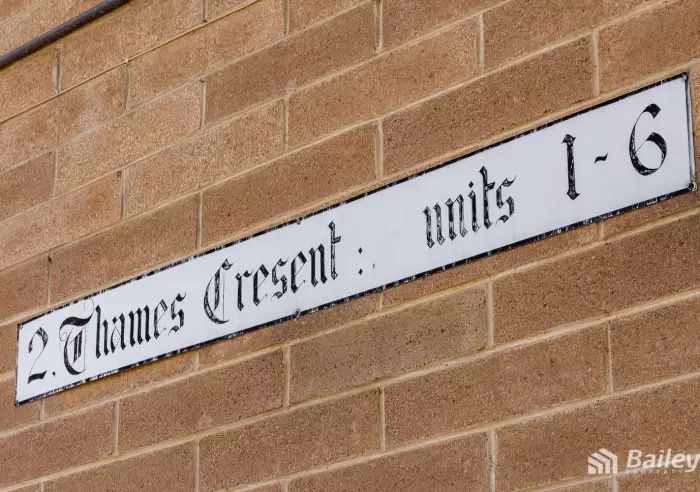 2. Thames Cresent : units 1-6
Bailey